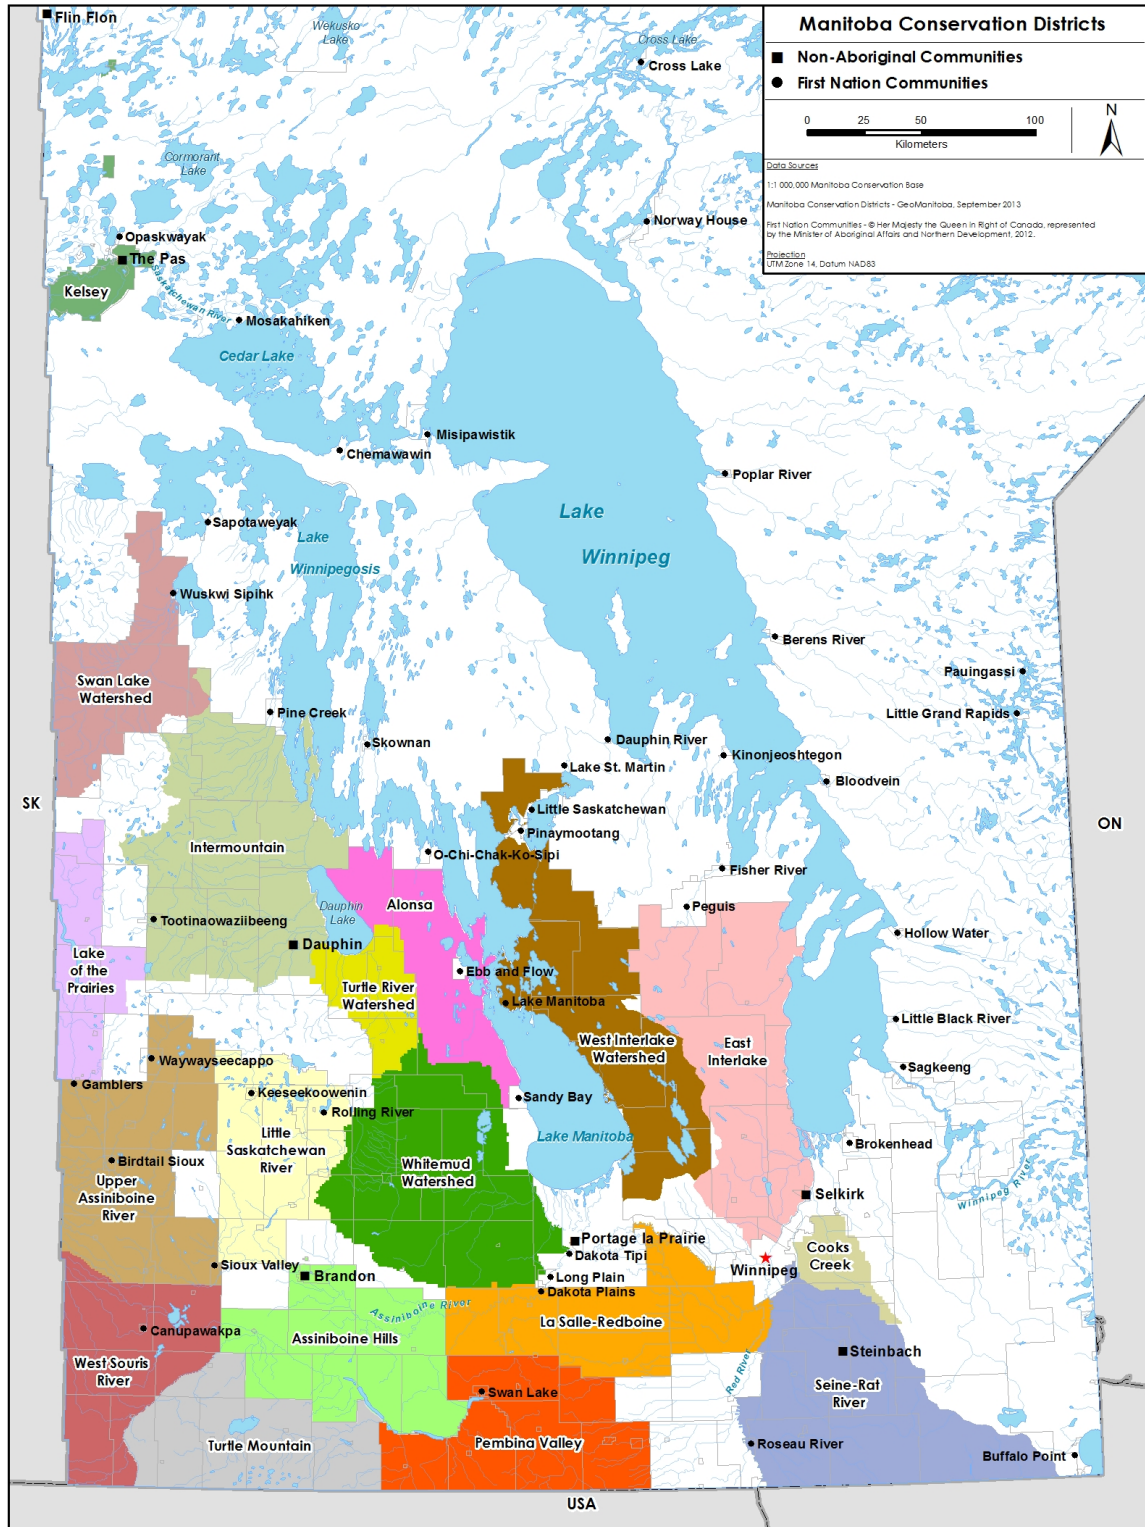 Manitoba Conservation Districts
Non-Aboriginal Communities
First Nation Communities
0 25 50 100
Kilometers
N
Data Sources
1:1 000,000 Manitoba Conservation Base
Manitoba Conservation Districts - GeoManitoba, September 2013
First Nation Communities - © Her Majesty the Queen in Right of Canada, represented
by the Minister of Aboriginal Affairs and Northern Development, 2012.
Projection
UTM Zone 14, Datum NAD83
Flin Flon
Wekusko
Lake
Cross Lake
Cross Lake
Cormorant
Lake
Norway House
Opaskwayak
The Pas
Kelsey
Saskatchewan River
Mosakahiken
Cedar Lake
Misipawistik
Chemawawin
Poplar River
Sapotaweyak
Lake
Winnipegosis
Lake
Winnipeg
Wuskwi Sipihk
Berens River
Pauingassi
Little Grand Rapids
Swan Lake
Watershed
Pine Creek
Skownan
Dauphin River
Kinonjeoshtegon
Lake St. Martin
Bloodvein
SK
ON
Little Saskatchewan
Pinaymootang
Intermountain
O-Chi-Chak-Ko-Sipi
Fisher River
Dauphin
Lake
Alonsa
Peguis
Tootinaowaziibeeng
Hollow Water
Dauphin
Lake
of the
Prairies
Ebb and Flow
Turtle River
Watershed
Lake Manitoba
Little Black River
West Interlake
Watershed
East
Interlake
Waywayseecappo
Sagkeeng
Gamblers
Keeseekoowenin
Sandy Bay
Rolling River
Little
Saskatchewan
River
Lake Manitoba
Brokenhead
Birdtail Sioux
Whitemud
Watershed
Upper
Assiniboine
River
Winnipeg River
Selkirk
Portage la Prairie
Dakota Tipi
Cooks
Creek
Sioux Valley
Winnipeg
Brandon
Long Plain
Dakota Plains
Assiniboine River
La Salle-Redboine
Canupawakpa
Assiniboine Hills
Steinbach
West Souris
River
Red River
Seine-Rat
River
Swan Lake
Turtle Mountain
Pembina Valley
Roseau River
Buffalo Point
USA